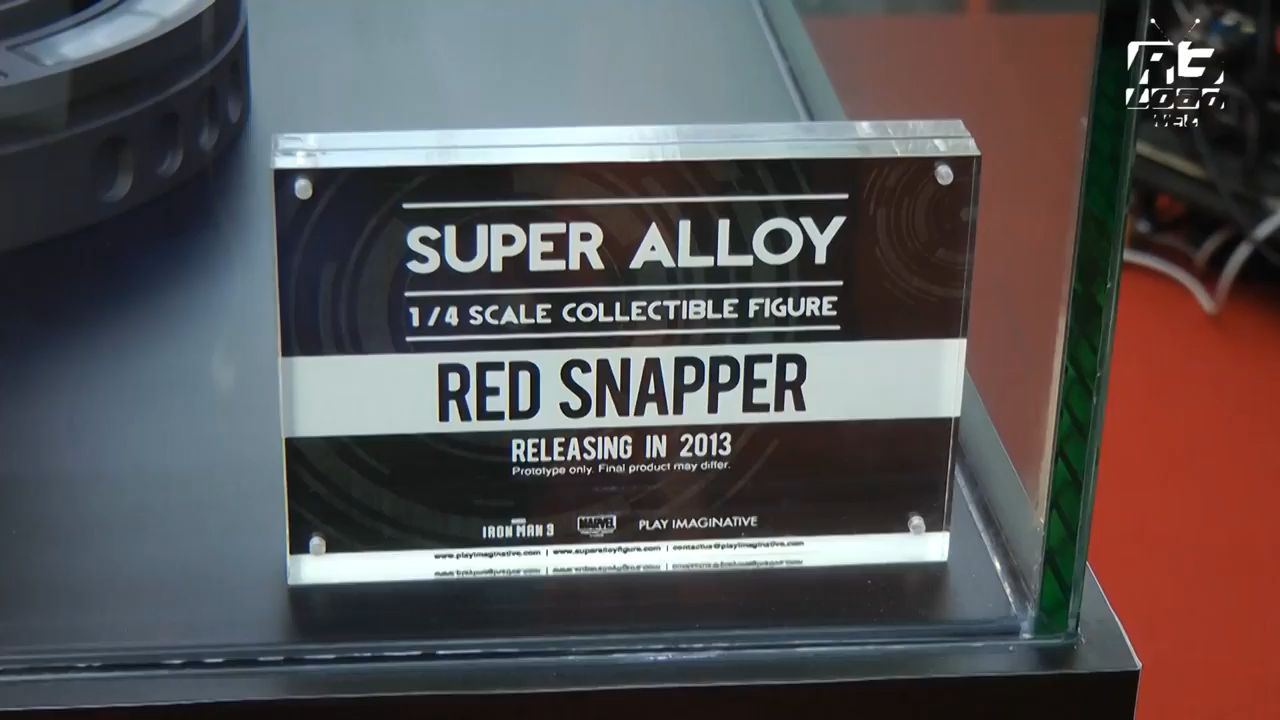 SUPER ALLOY
1/4 SCALE COLLECTIBLE FIGURE
RED SNAPPER
RELEASING IN 2013
Prototype only. Final product may differ.
IRON MAN 3
MARVEL
PLAY IMAGINATIVE
www.playimaginative.com | www.superalloyfigure.com | contactus@playimaginative.com